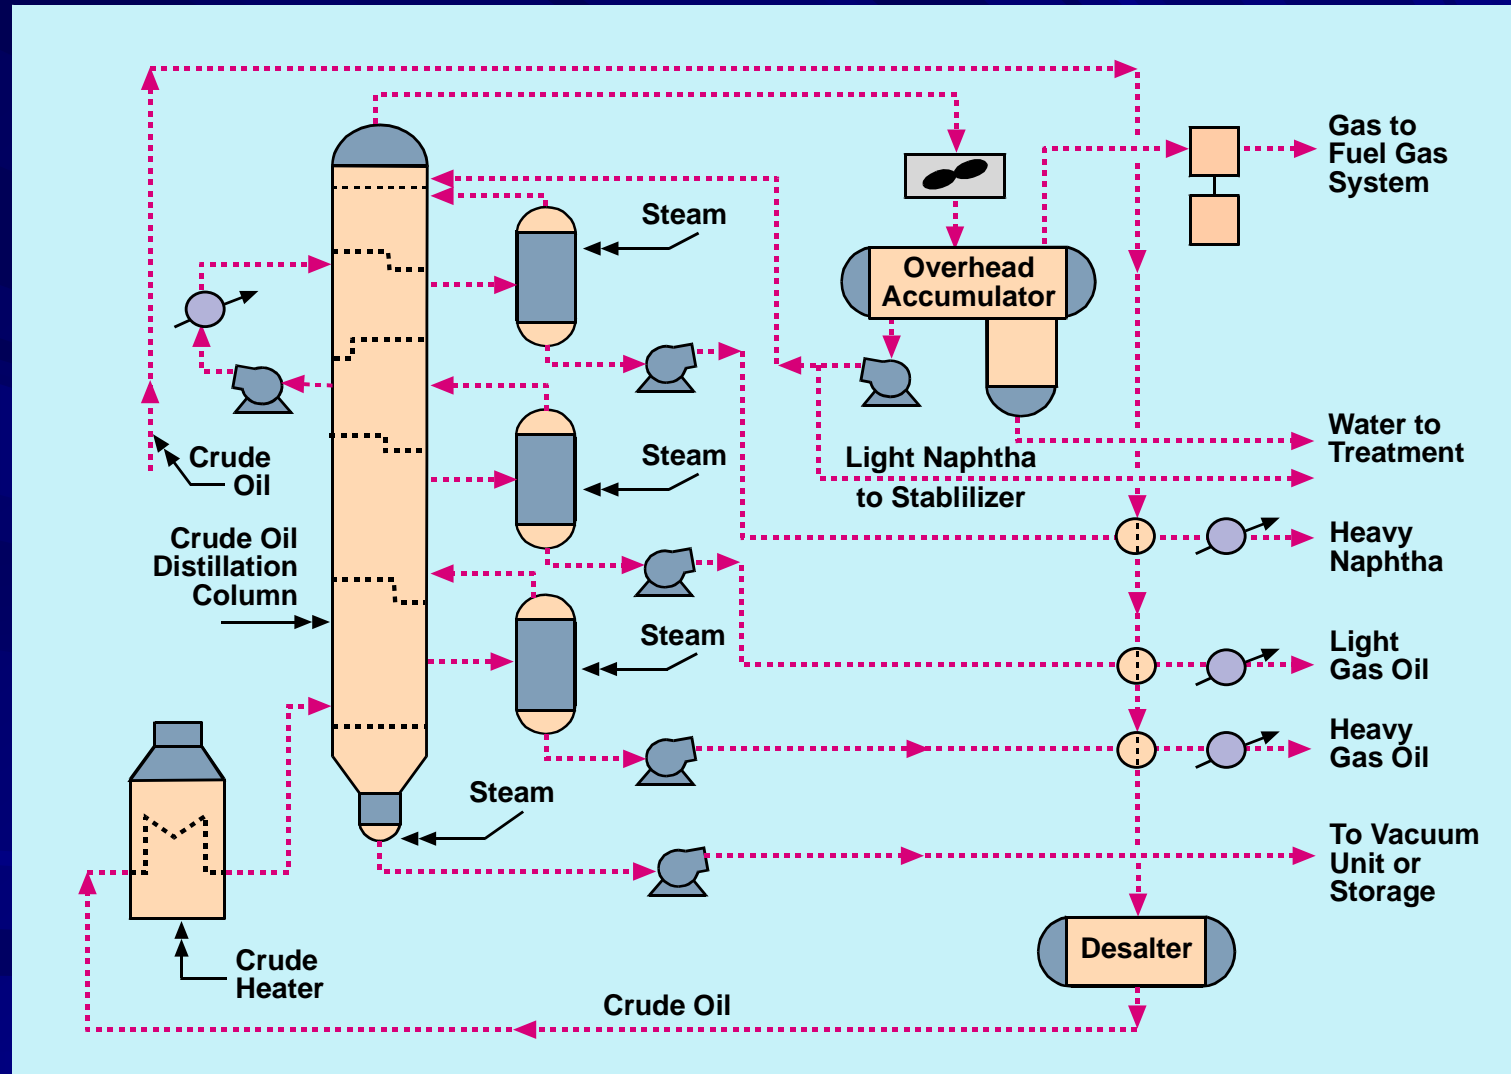 Gas to
Fuel Gas
System
Steam
Overhead
Accumulator
Crude
Oil
Steam
Light Naphtha
to Stablilizer
Water to
Treatment
Crude Oil
Distillation
Column
Heavy
Naphtha
Steam
Light
Gas Oil
Heavy
Gas Oil
Steam
To Vacuum
Unit or
Storage
Desalter
Crude
Heater
Crude Oil